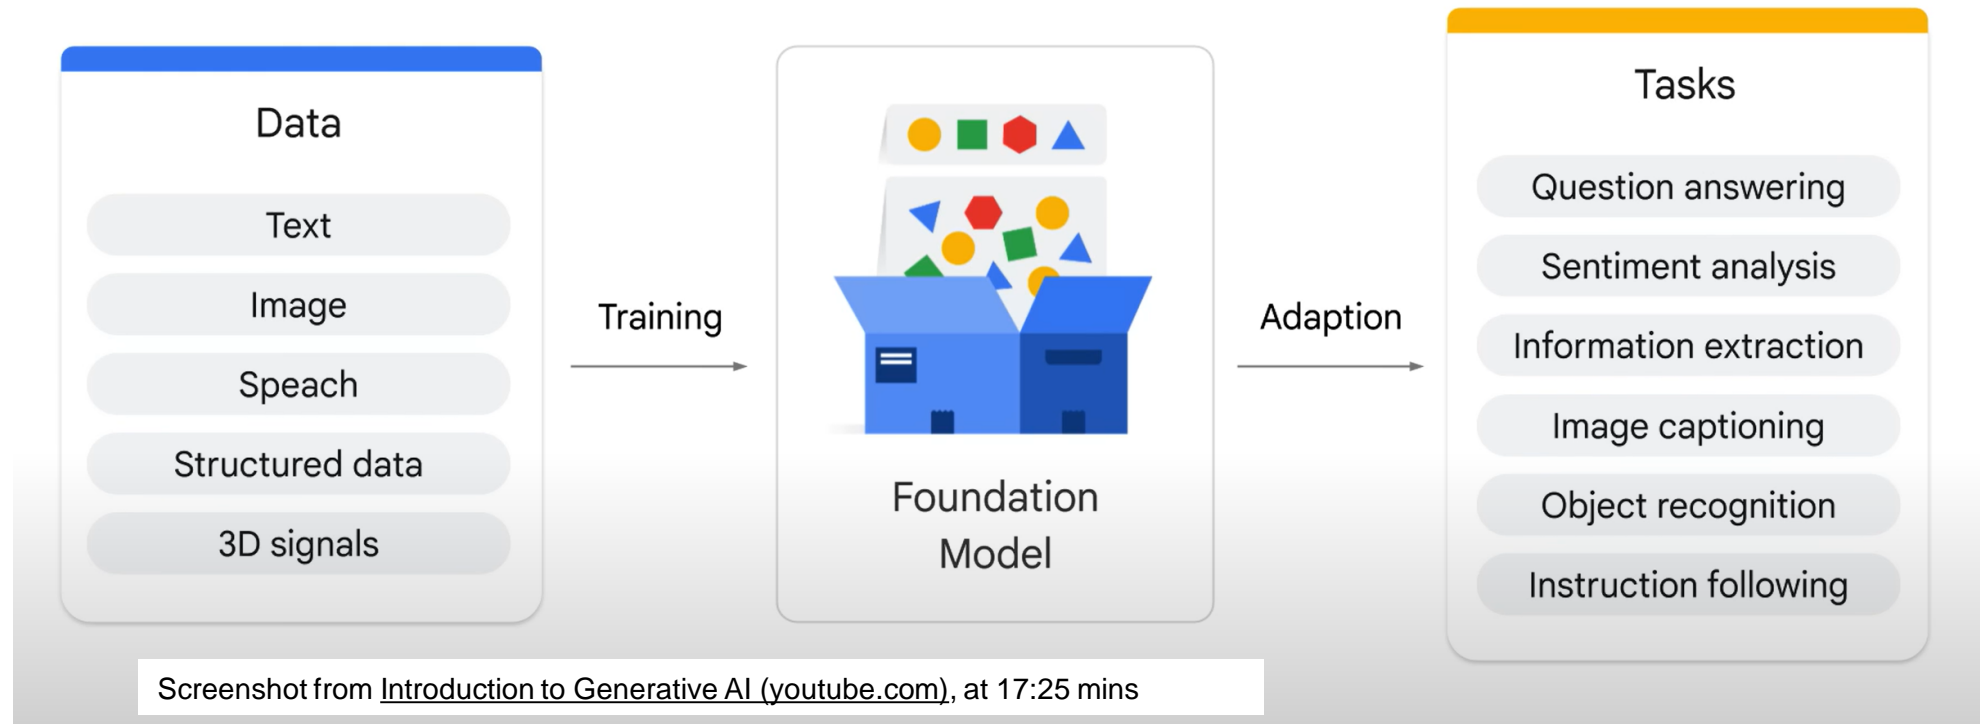 Data
Text
Image
Speach
Structured data
3D signals
Training
Foundation
Model
Adaption
Tasks
Question answering
Sentiment analysis
Information extraction
Image captioning
Object recognition
Instruction following
Screenshot from Introduction to Generative AI (youtube.com), at 17:25 mins